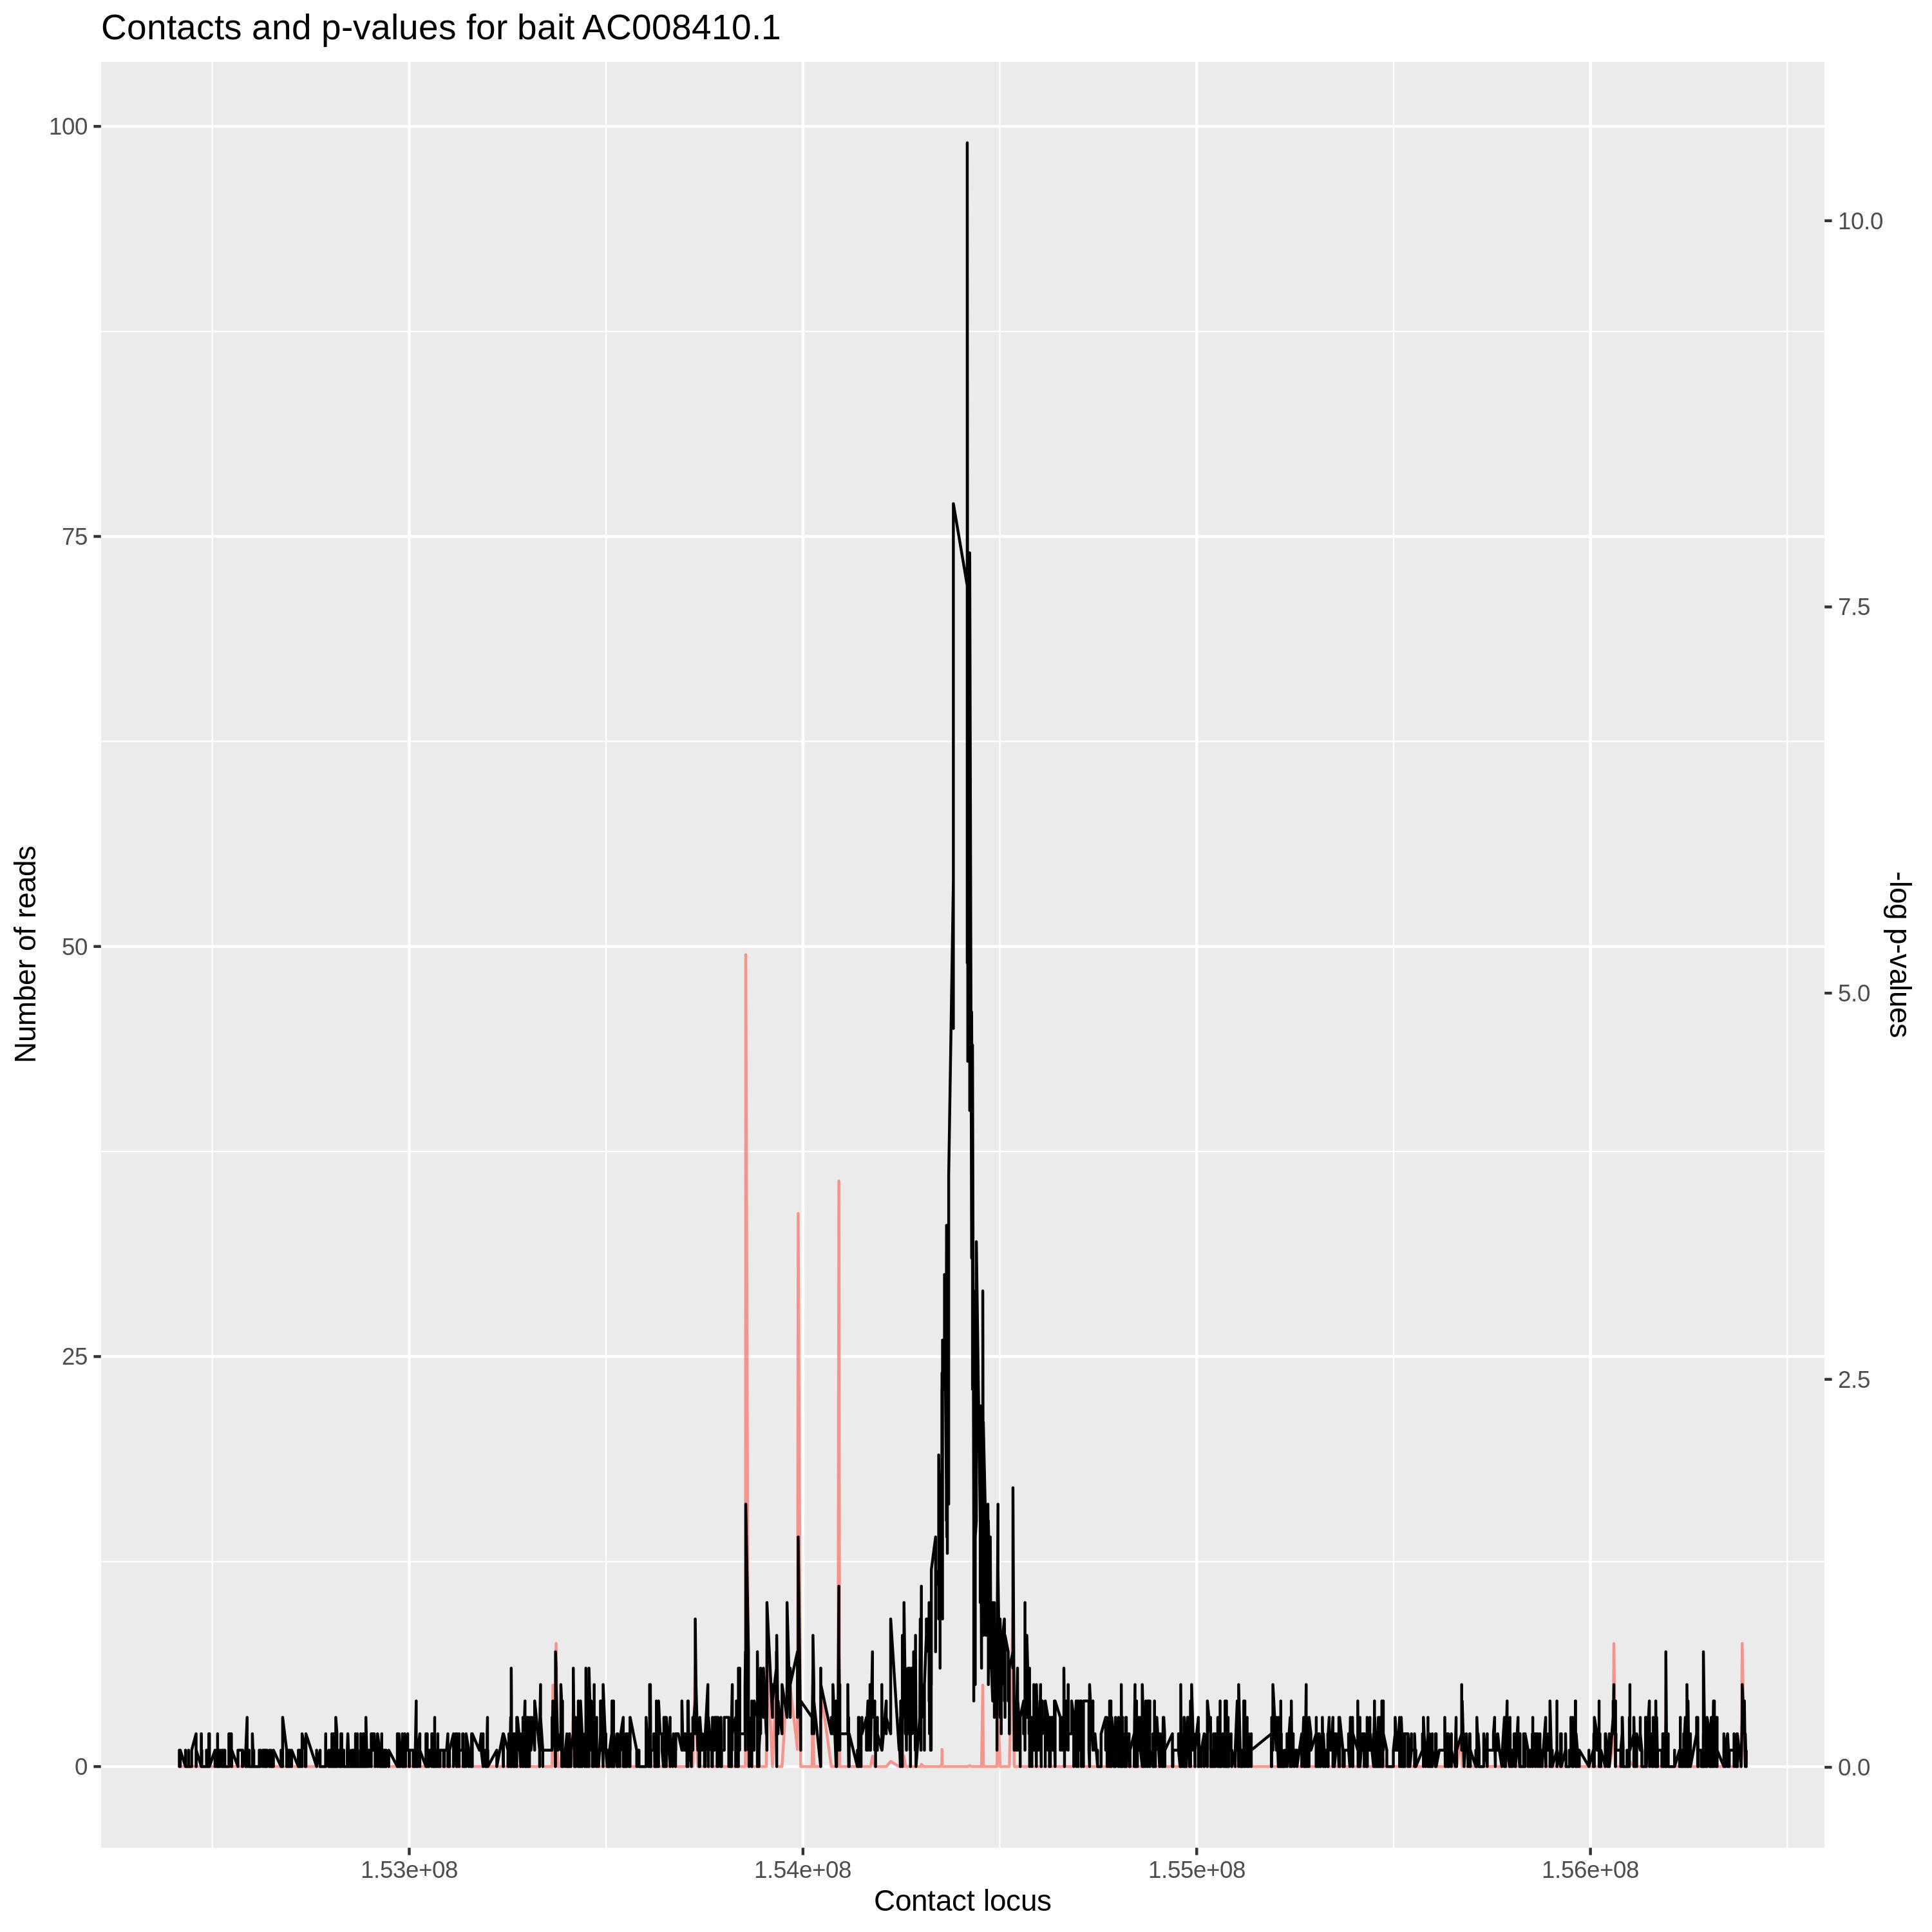 Contacts and p-values for bait AC008410.1
100
75
50
25
0
Number of reads
10.0
7.5
5.0
2.5
0.0
-log p-values
1.53e+08
1.54e+08
1.55e+08
1.56e+08
Contact locus